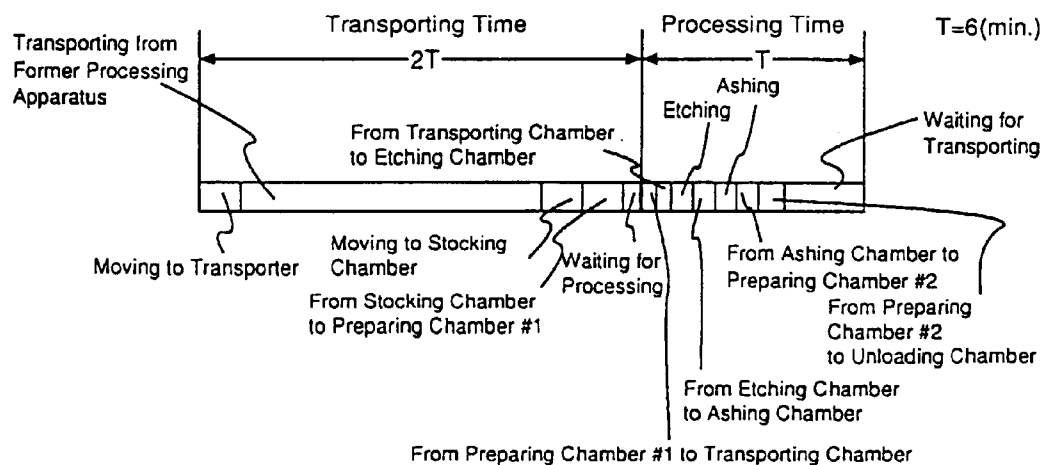 Transporting Time
Processing Time
T=6(min.)
Transporting from
Former Processing
Apparatus
2T
T
Ashing
Etching
Waiting for
Transporting
From Transporting Chamber
to Etching Chamber
Moving to Transporter
Moving to Stocking
Chamber
From Stocking Chamber
to Preparing Chamber #1
Waiting for
Processing
From Ashing Chamber to
Preparing Chamber #2
From Preparing
Chamber #2
to Unloading Chamber
From Etching Chamber
to Ashing Chamber
From Preparing Chamber #1 to Transporting Chamber